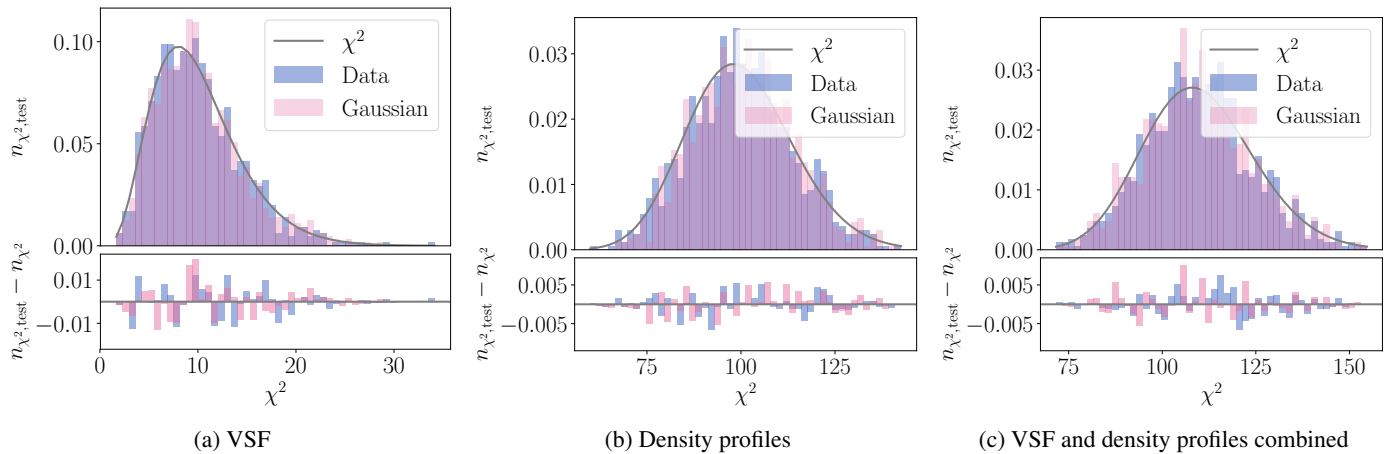 0.10
0.05
0.00
n_{χ²,test}
χ²
Data
Gaussian
0.01
−0.01
n_{χ²,test} − n_{χ²}
0
10
20
30
χ²
(a) VSF
0.03
0.02
0.01
0.00
n_{χ²,test}
χ²
Data
Gaussian
0.005
−0.005
n_{χ²,test} − n_{χ²}
75
100
125
χ²
(b) Density profiles
0.03
0.02
0.01
0.00
n_{χ²,test}
χ²
Data
Gaussian
0.005
−0.005
n_{χ²,test} − n_{χ²}
75
100
125
150
χ²
(c) VSF and density profiles combined